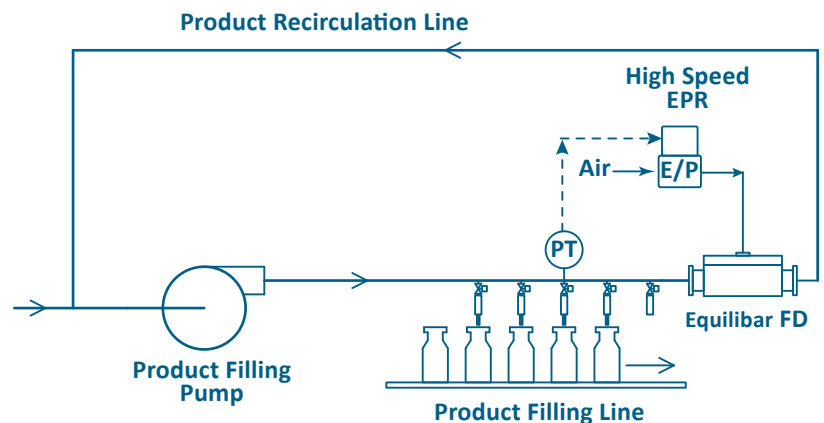 Product Recirculation Line
High Speed
EPR
Air
E/P
PT
Equilibar FD
Product Filling
Pump
Product Filling Line